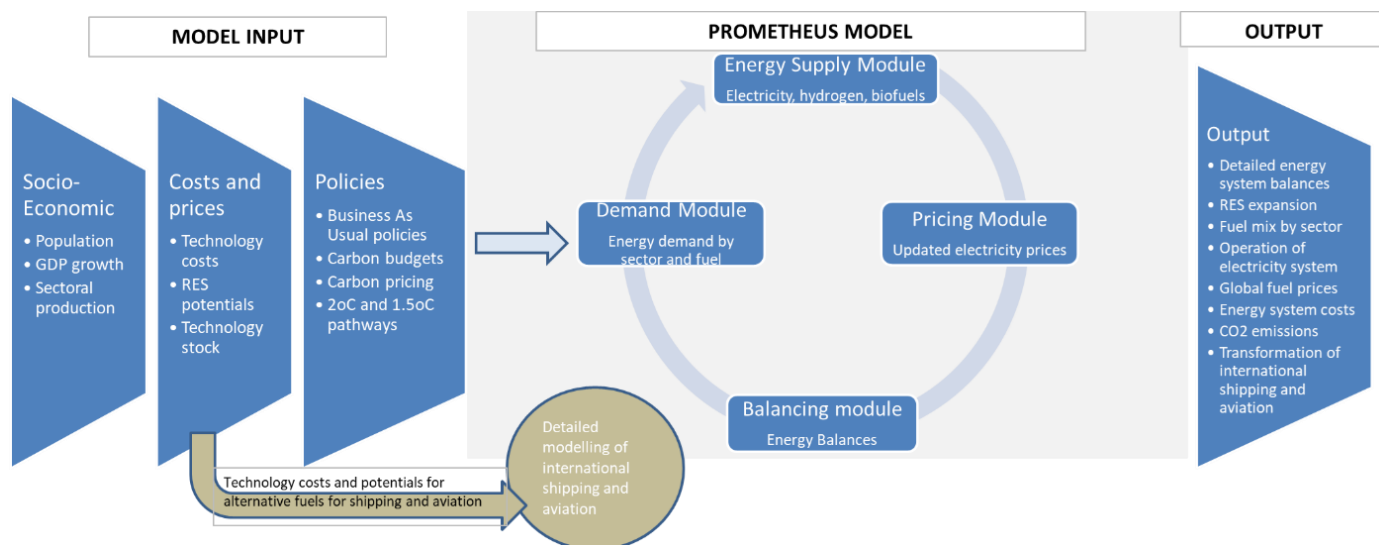 MODEL INPUT
PROMETHEUS MODEL
OUTPUT
Socio-
Economic
• Population
• GDP growth
• Sectoral
production
Costs and
prices
• Technology
costs
• RES
potentials
• Technology
stock
Policies
• Business As
Usual policies
• Carbon budgets
• Carbon pricing
• 2oC and 1.5oC
pathways
Energy Supply Module
Electricity, hydrogen, biofuels
Demand Module
Energy demand by
sector and fuel
Pricing Module
Updated electricity prices
Balancing module
Energy Balances
Detailed
modelling of
international
shipping and
aviation
Technology costs and potentials for
alternative fuels for shipping and aviation
Output
• Detailed energy
system balances
• RES expansion
• Fuel mix by sector
• Operation of
electricity system
• Global fuel prices
• Energy system costs
• CO2 emissions
• Transformation of
international
shipping and
aviation